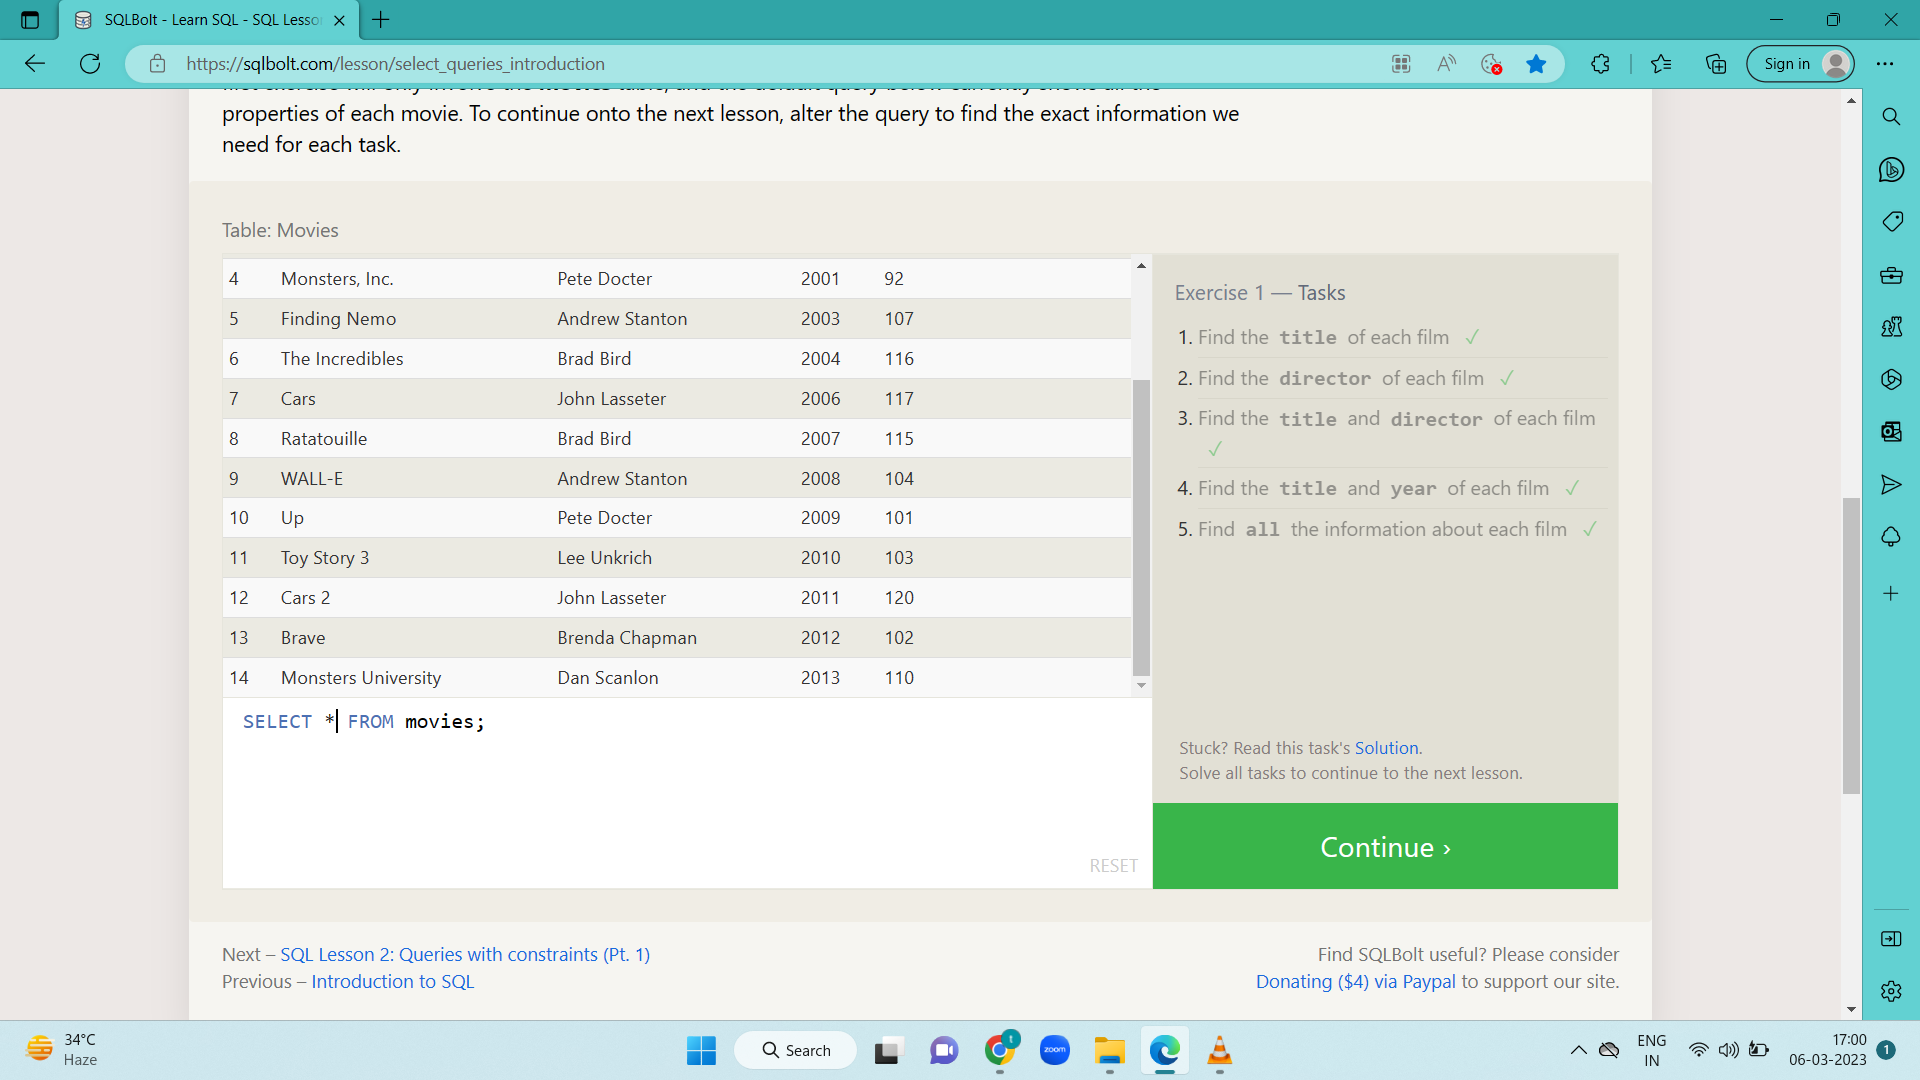 SQLBolt - Learn SQL - SQL Lesso
https://sqlbolt.com/lesson/select_queries_introduction
Sign in
properties of each movie. To continue onto the next lesson, alter the query to find the exact information we
need for each task.
Table: Movies
4 Monsters, Inc. Pete Docter 2001 92
5 Finding Nemo Andrew Stanton 2003 107
6 The Incredibles Brad Bird 2004 116
7 Cars John Lasseter 2006 117
8 Ratatouille Brad Bird 2007 115
9 WALL-E Andrew Stanton 2008 104
10 Up Pete Docter 2009 101
11 Toy Story 3 Lee Unkrich 2010 103
12 Cars 2 John Lasseter 2011 120
13 Brave Brenda Chapman 2012 102
14 Monsters University Dan Scanlon 2013 110
SELECT * FROM movies;
RESET
Exercise 1 — Tasks
1. Find the title of each film ✓
2. Find the director of each film ✓
3. Find the title and director of each film
✓
4. Find the title and year of each film ✓
5. Find all the information about each film ✓
Stuck? Read this task's Solution.
Solve all tasks to continue to the next lesson.
Continue ›
Next – SQL Lesson 2: Queries with constraints (Pt. 1)
Previous – Introduction to SQL
Find SQLBolt useful? Please consider
Donating ($4) via Paypal to support our site.
34°C
Haze
Search
t
zoom
ENG
IN
17:00
06-03-2023
1